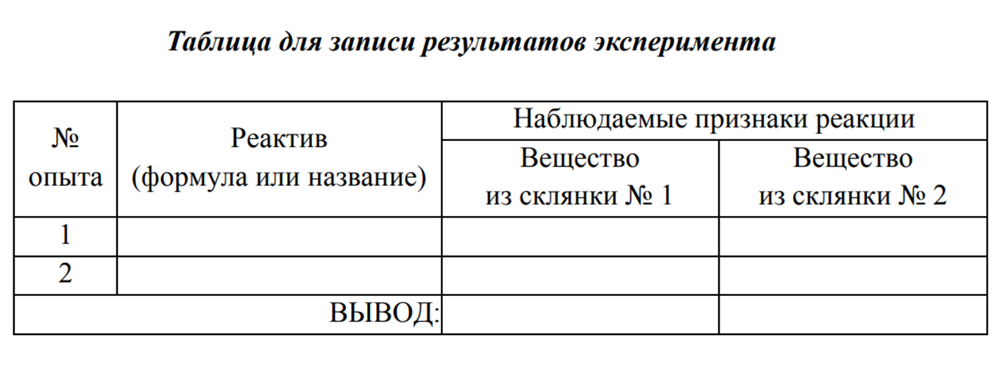 Таблица для записи результатов эксперимента
№
опыта
Реактив
(формула или название)
Наблюдаемые признаки реакции
Вещество
из склянки № 1
Вещество
из склянки № 2
1
2
ВЫВОД: